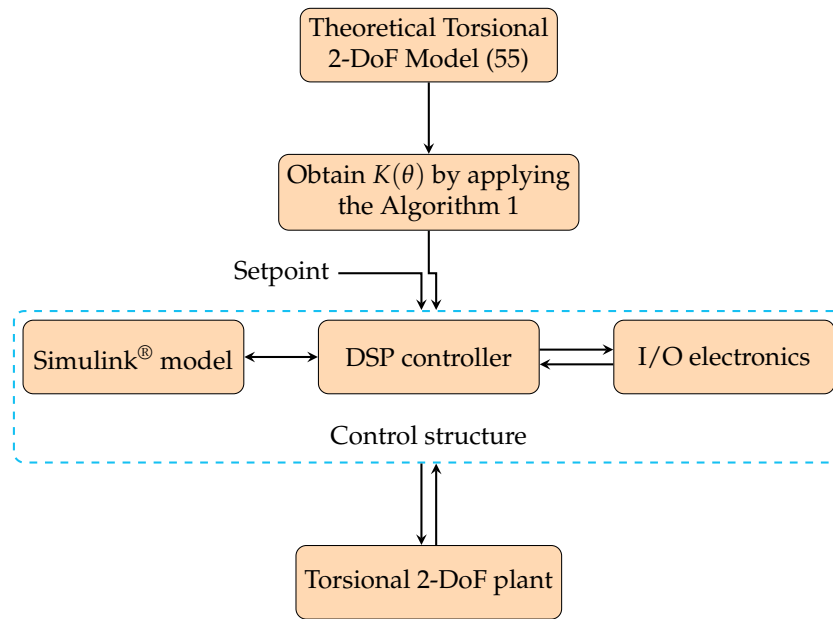 Theoretical Torsional
2-DoF Model (55)
Obtain K(θ) by applying
the Algorithm 1
Setpoint
Simulink® model
DSP controller
I/O electronics
Control structure
Torsional 2-DoF plant